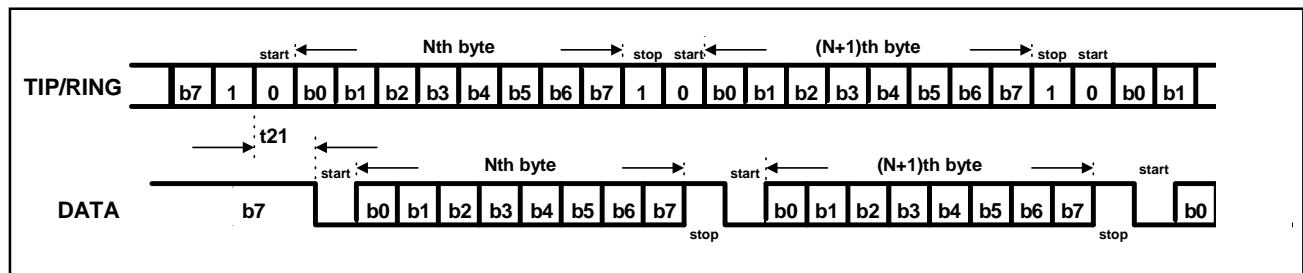 start Nth byte stop start (N+1)th byte stop start
TIP/RING b7 1 0 b0 b1 b2 b3 b4 b5 b6 b7 1 0 b0 b1 b2 b3 b4 b5 b6 b7 1 0 b0 b1
t21
start Nth byte start (N+1)th byte start
DATA b7 b0 b1 b2 b3 b4 b5 b6 b7 b0 b1 b2 b3 b4 b5 b6 b7 b0
stop stop